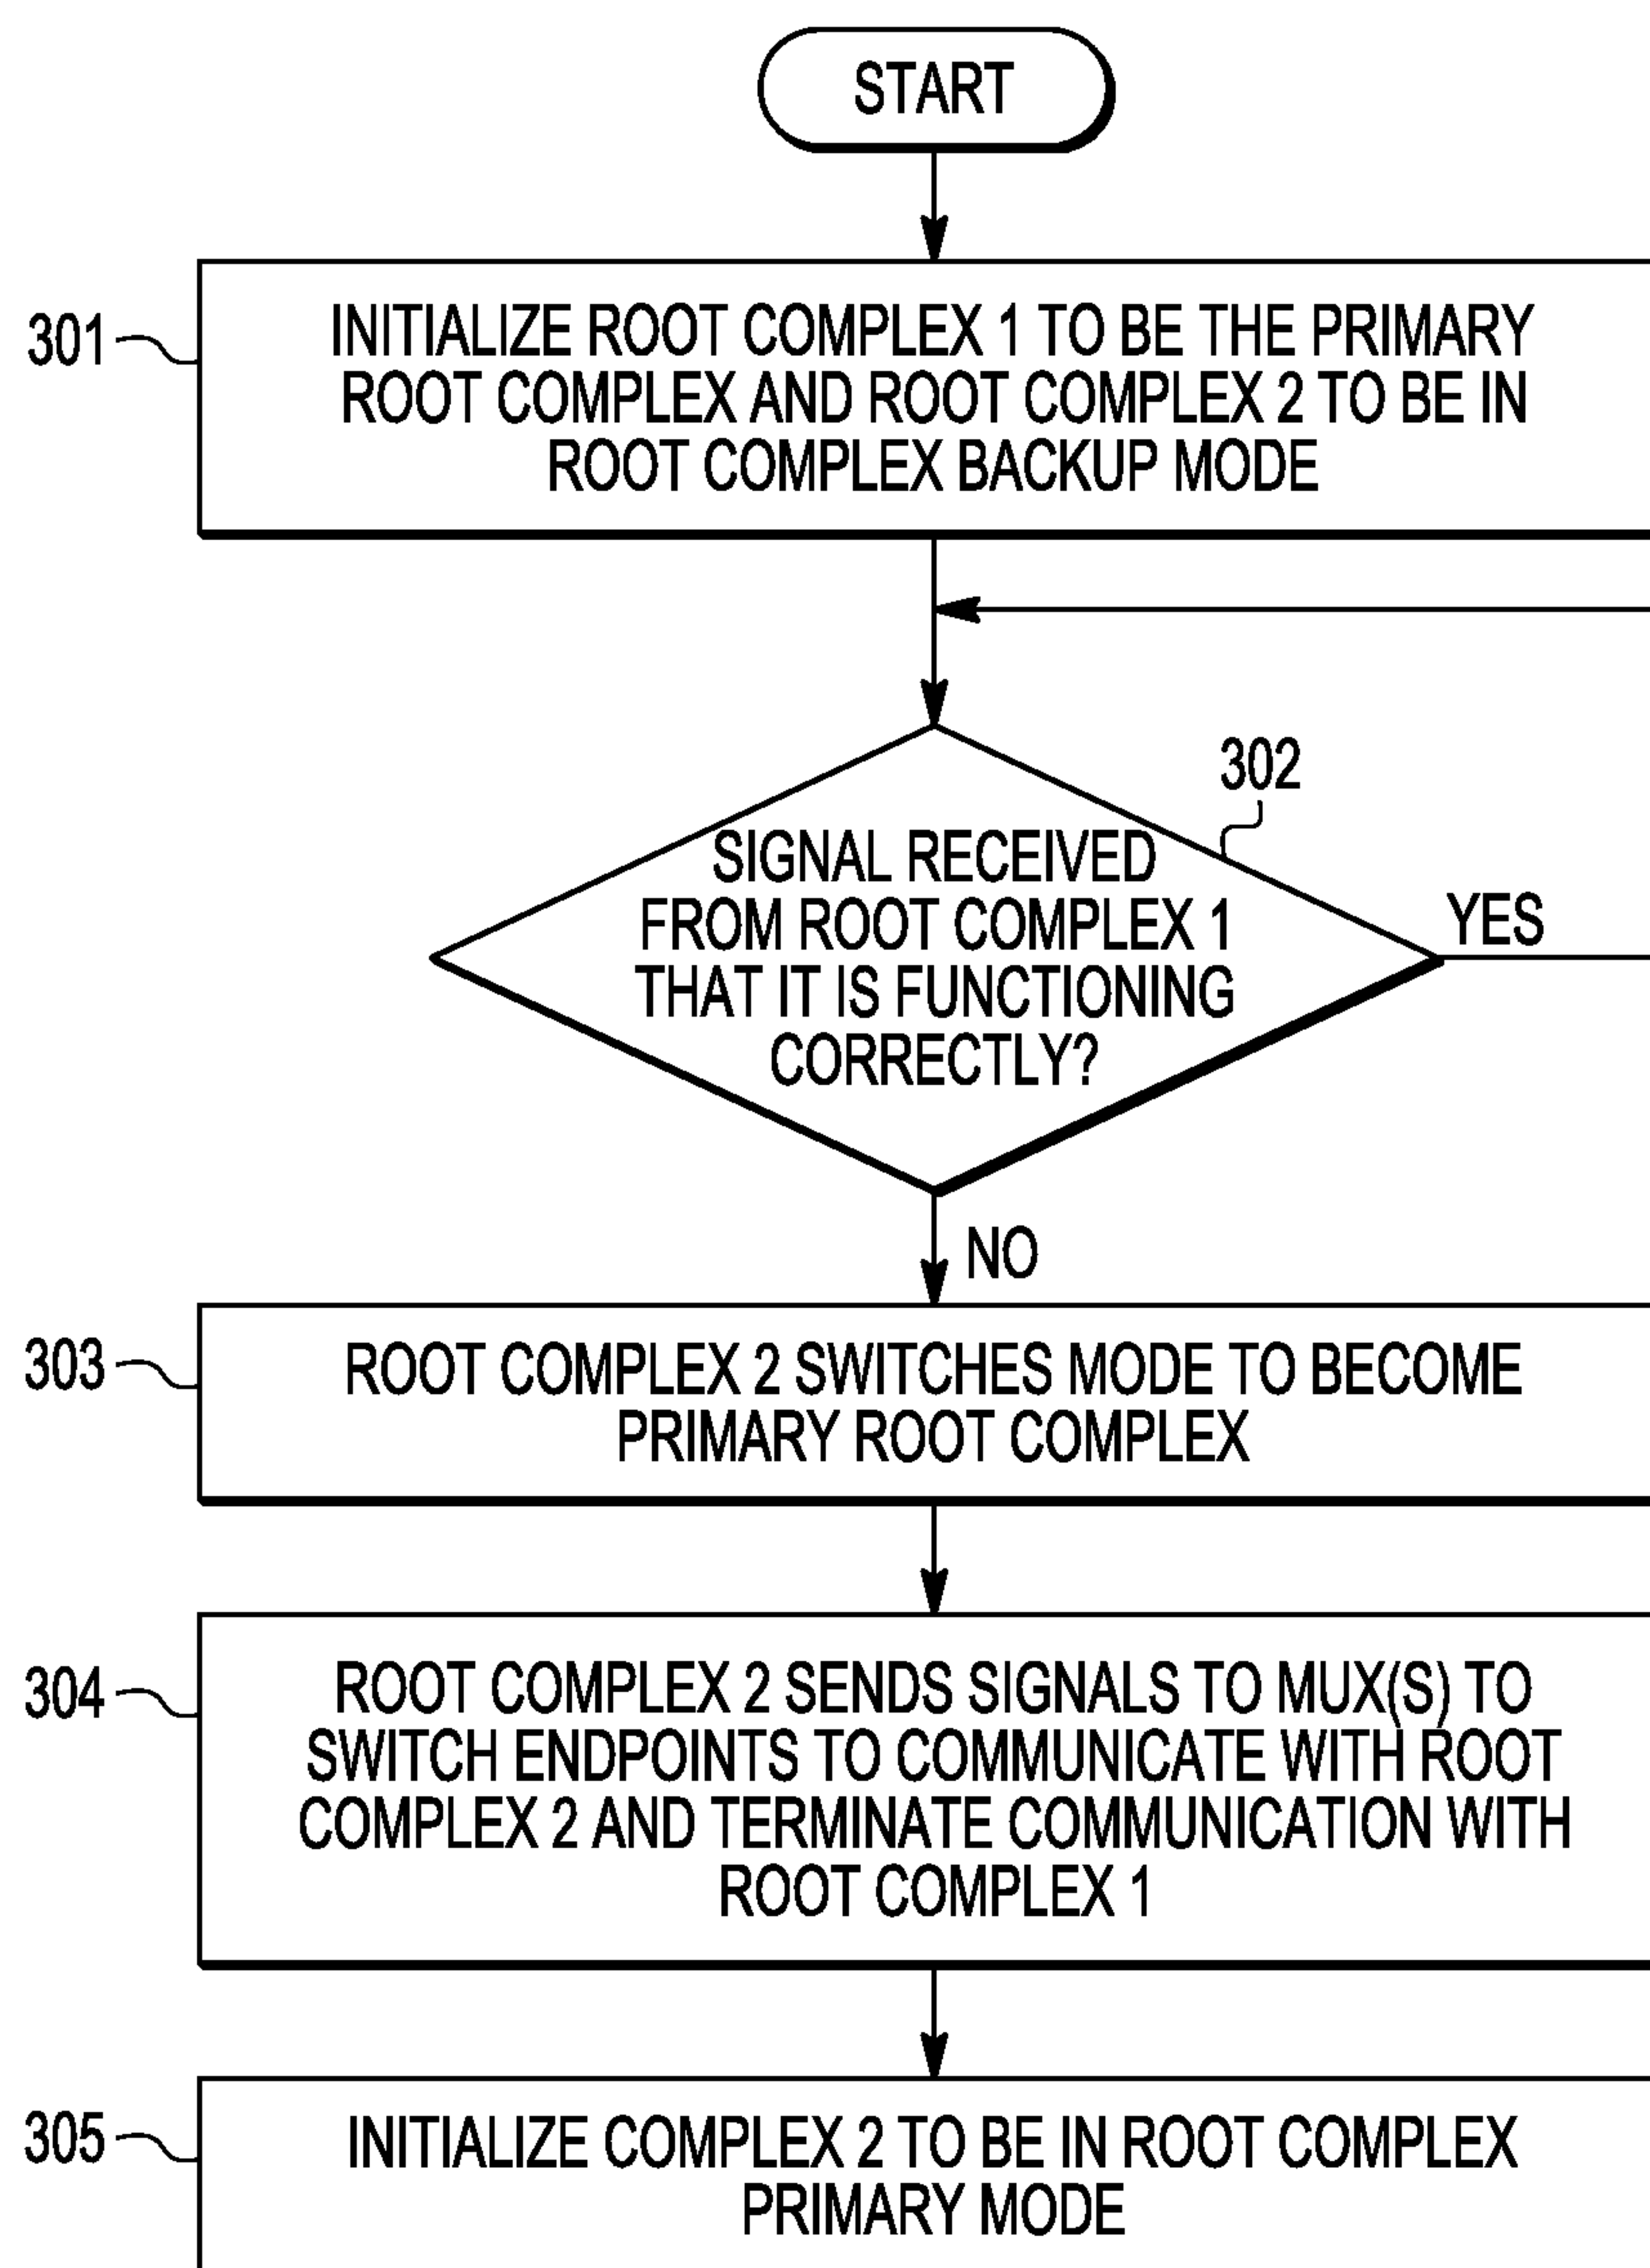 START
301
INITIALIZE ROOT COMPLEX 1 TO BE THE PRIMARY
ROOT COMPLEX AND ROOT COMPLEX 2 TO BE IN
ROOT COMPLEX BACKUP MODE
302
SIGNAL RECEIVED
FROM ROOT COMPLEX 1
THAT IT IS FUNCTIONING
CORRECTLY?
YES
NO
303
ROOT COMPLEX 2 SWITCHES MODE TO BECOME
PRIMARY ROOT COMPLEX
304
ROOT COMPLEX 2 SENDS SIGNALS TO MUX(S) TO
SWITCH ENDPOINTS TO COMMUNICATE WITH ROOT
COMPLEX 2 AND TERMINATE COMMUNICATION WITH
ROOT COMPLEX 1
305
INITIALIZE COMPLEX 2 TO BE IN ROOT COMPLEX
PRIMARY MODE